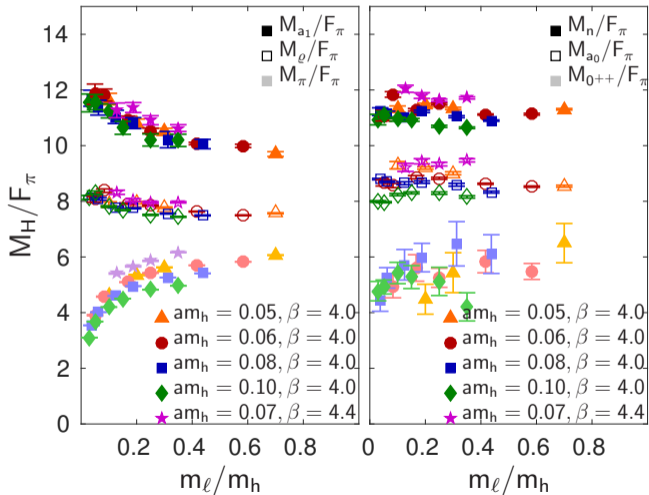 M_H/F_π
14
12
10
8
6
4
2
0
M_{a_1}/F_π
M_ϱ/F_π
M_π/F_π
am_h = 0.05, β = 4.0
am_h = 0.06, β = 4.0
am_h = 0.08, β = 4.0
am_h = 0.10, β = 4.0
am_h = 0.07, β = 4.4
0.2 0.4 0.6 0.8
m_ℓ/m_h
M_n/F_π
M_{a_0}/F_π
M_{0++}/F_π
am_h = 0.05, β = 4.0
am_h = 0.06, β = 4.0
am_h = 0.08, β = 4.0
am_h = 0.10, β = 4.0
am_h = 0.07, β = 4.4
0 0.2 0.4 0.6 0.8
m_ℓ/m_h